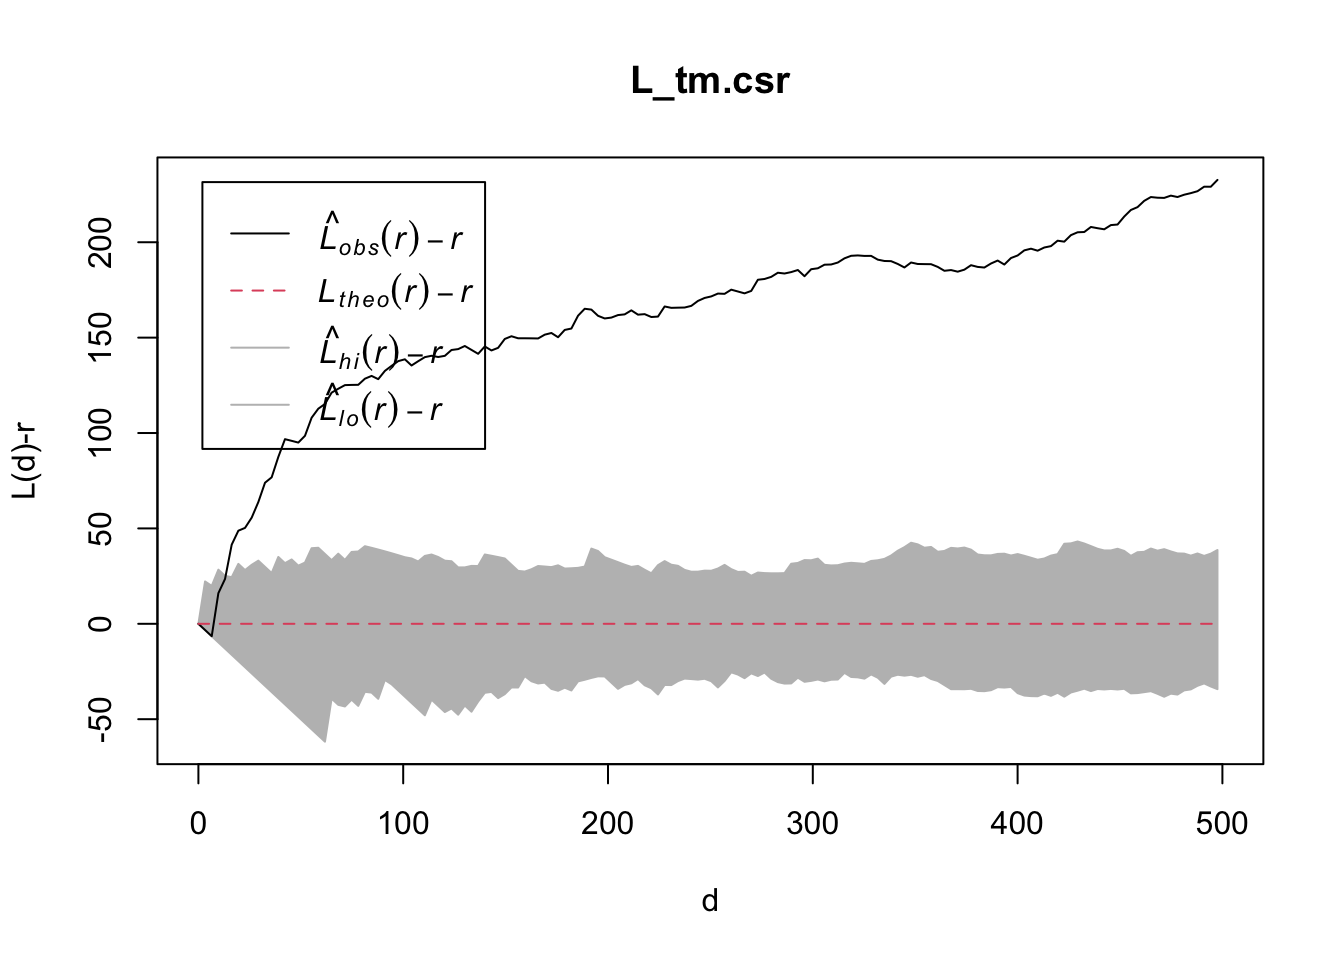 L_tm.csr
L̂obs(r) − r
Ltheo(r) − r
L̂hi(r) − r
L̂lo(r) − r
L(d)-r
200
150
100
50
0
-50
0 100 200 300 400 500
d